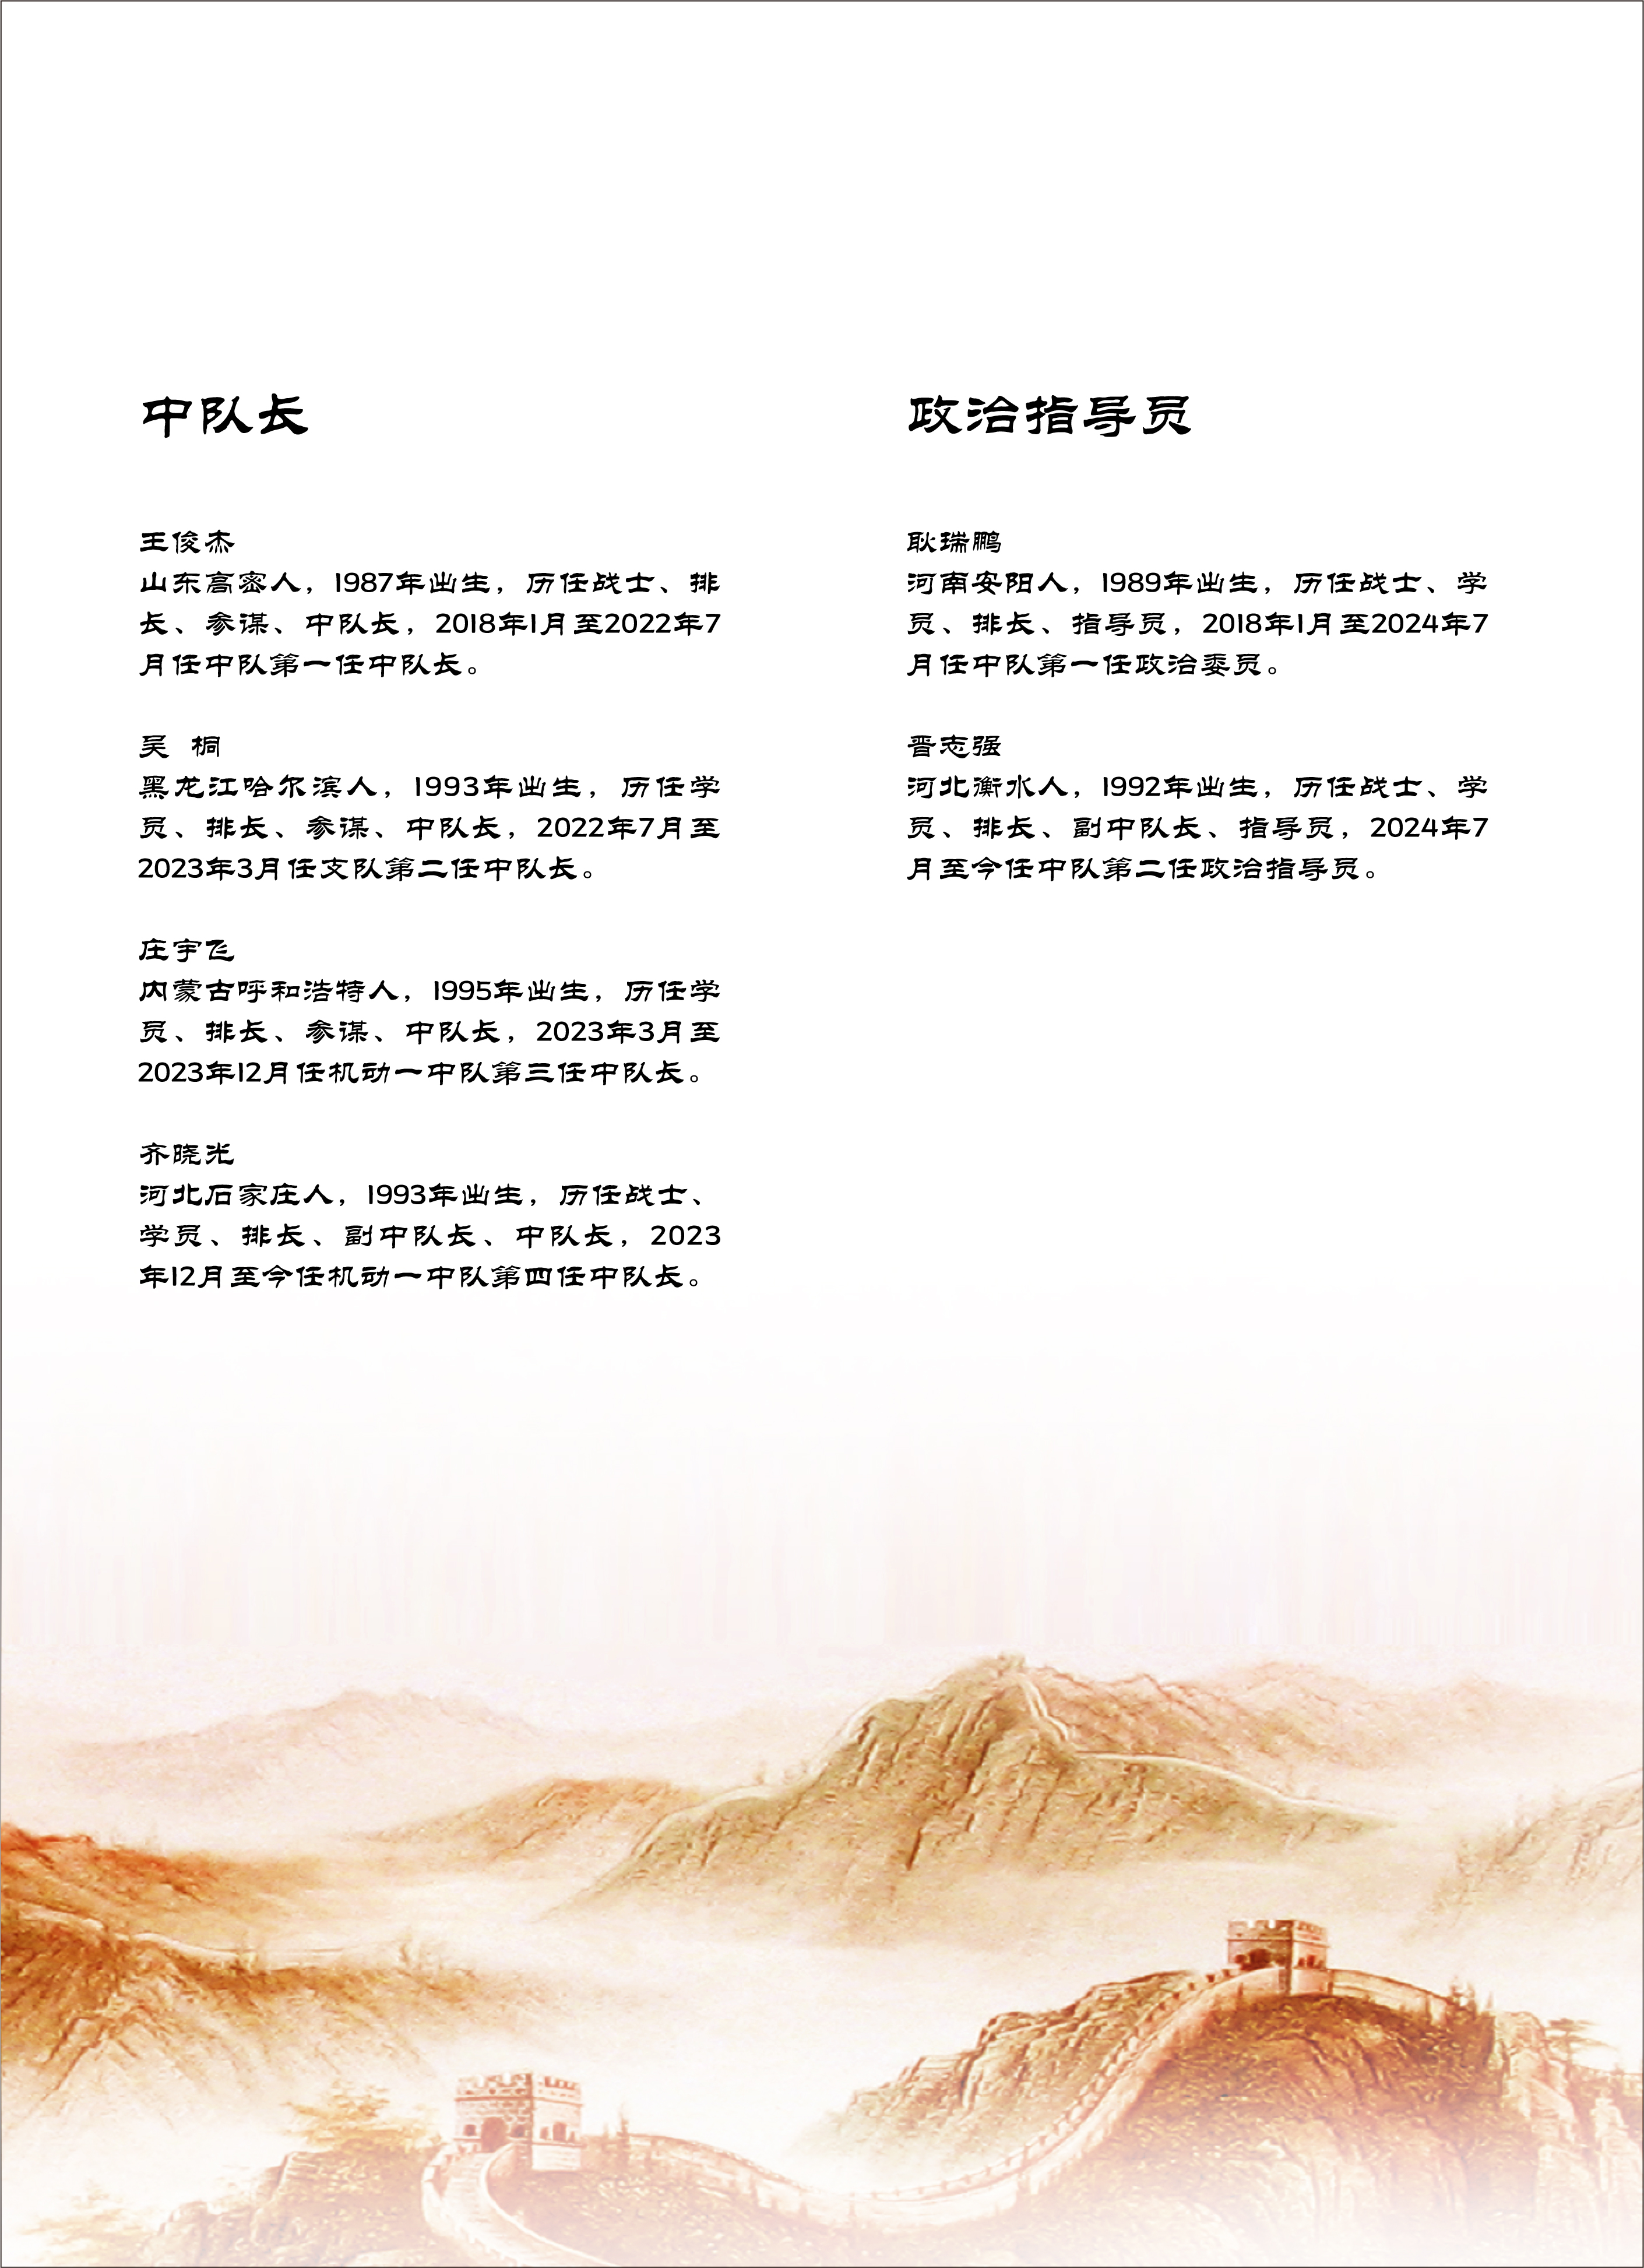 中队长
王俊杰
山东高密人，1987年出生，历任战士、排
长、参谋、中队长，2018年1月至2022年7
月任中队第一任中队长。
吴 桐
黑龙江哈尔滨人，1993年出生，历任学
员、排长、参谋、中队长，2022年7月至
2023年3月任支队第二任中队长。
庄宇飞
内蒙古呼和浩特人，1995年出生，历任学
员、排长、参谋、中队长，2023年3月至
2023年12月任机动一中队第三任中队长。
齐晓光
河北石家庄人，1993年出生，历任战士、
学员、排长、副中队长、中队长，2023
年12月至今任机动一中队第四任中队长。
政治指导员
耿瑞鹏
河南安阳人，1989年出生，历任战士、学
员、排长、指导员，2018年1月至2024年7
月任中队第一任政治委员。
晋志强
河北衡水人，1992年出生，历任战士、学
员、排长、副中队长、指导员，2024年7
月至今任中队第二任政治指导员。